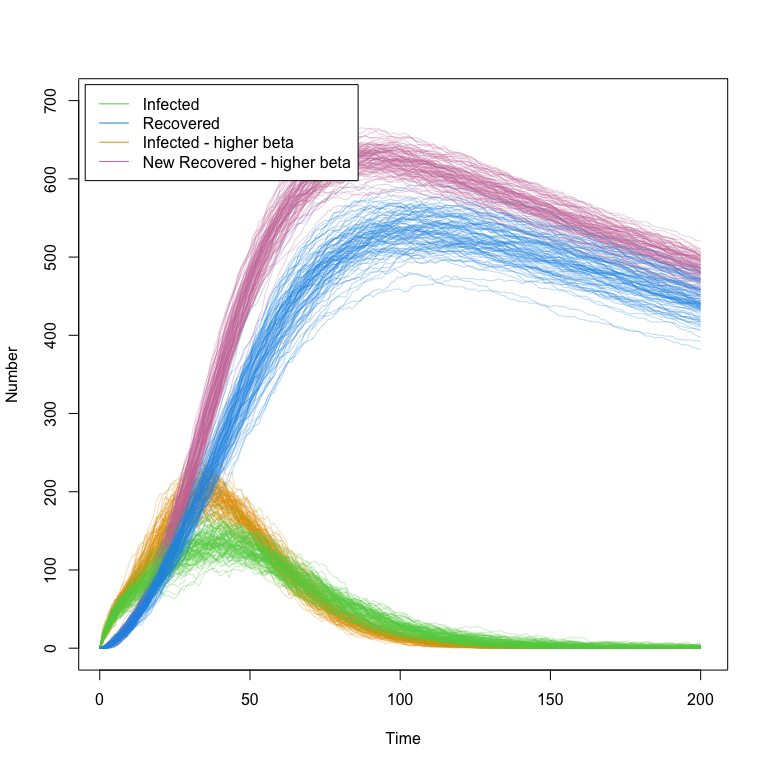 Infected
Recovered
Infected - higher beta
New Recovered - higher beta
Number
700
600
500
400
300
200
100
0
0 50 100 150 200
Time